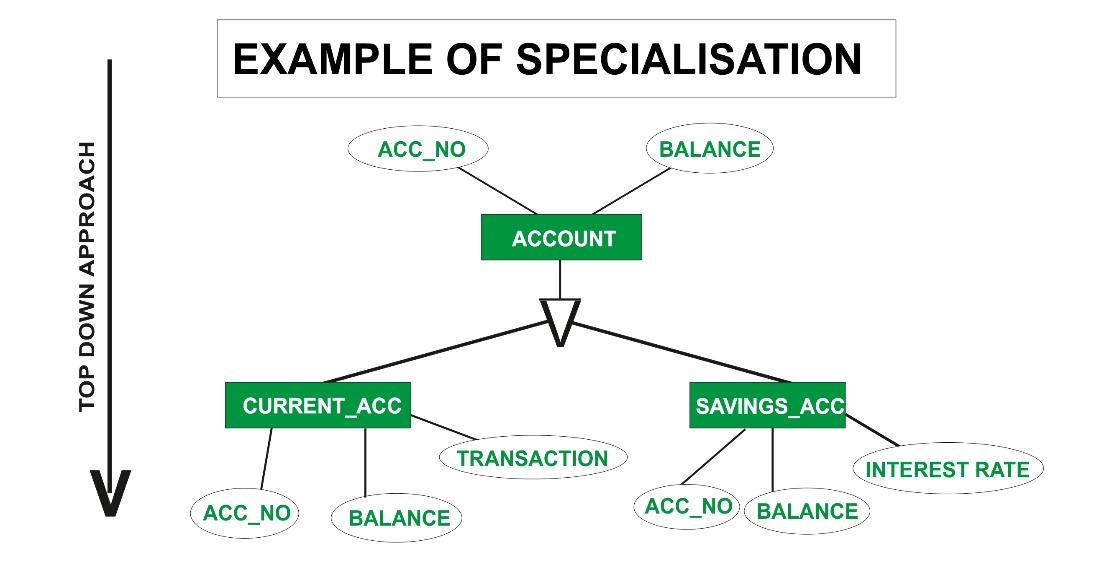 EXAMPLE OF SPECIALISATION
TOP DOWN APPROACH
ACC_NO
BALANCE
ACCOUNT
CURRENT_ACC
SAVINGS_ACC
TRANSACTION
INTEREST RATE
ACC_NO
BALANCE
ACC_NO
BALANCE